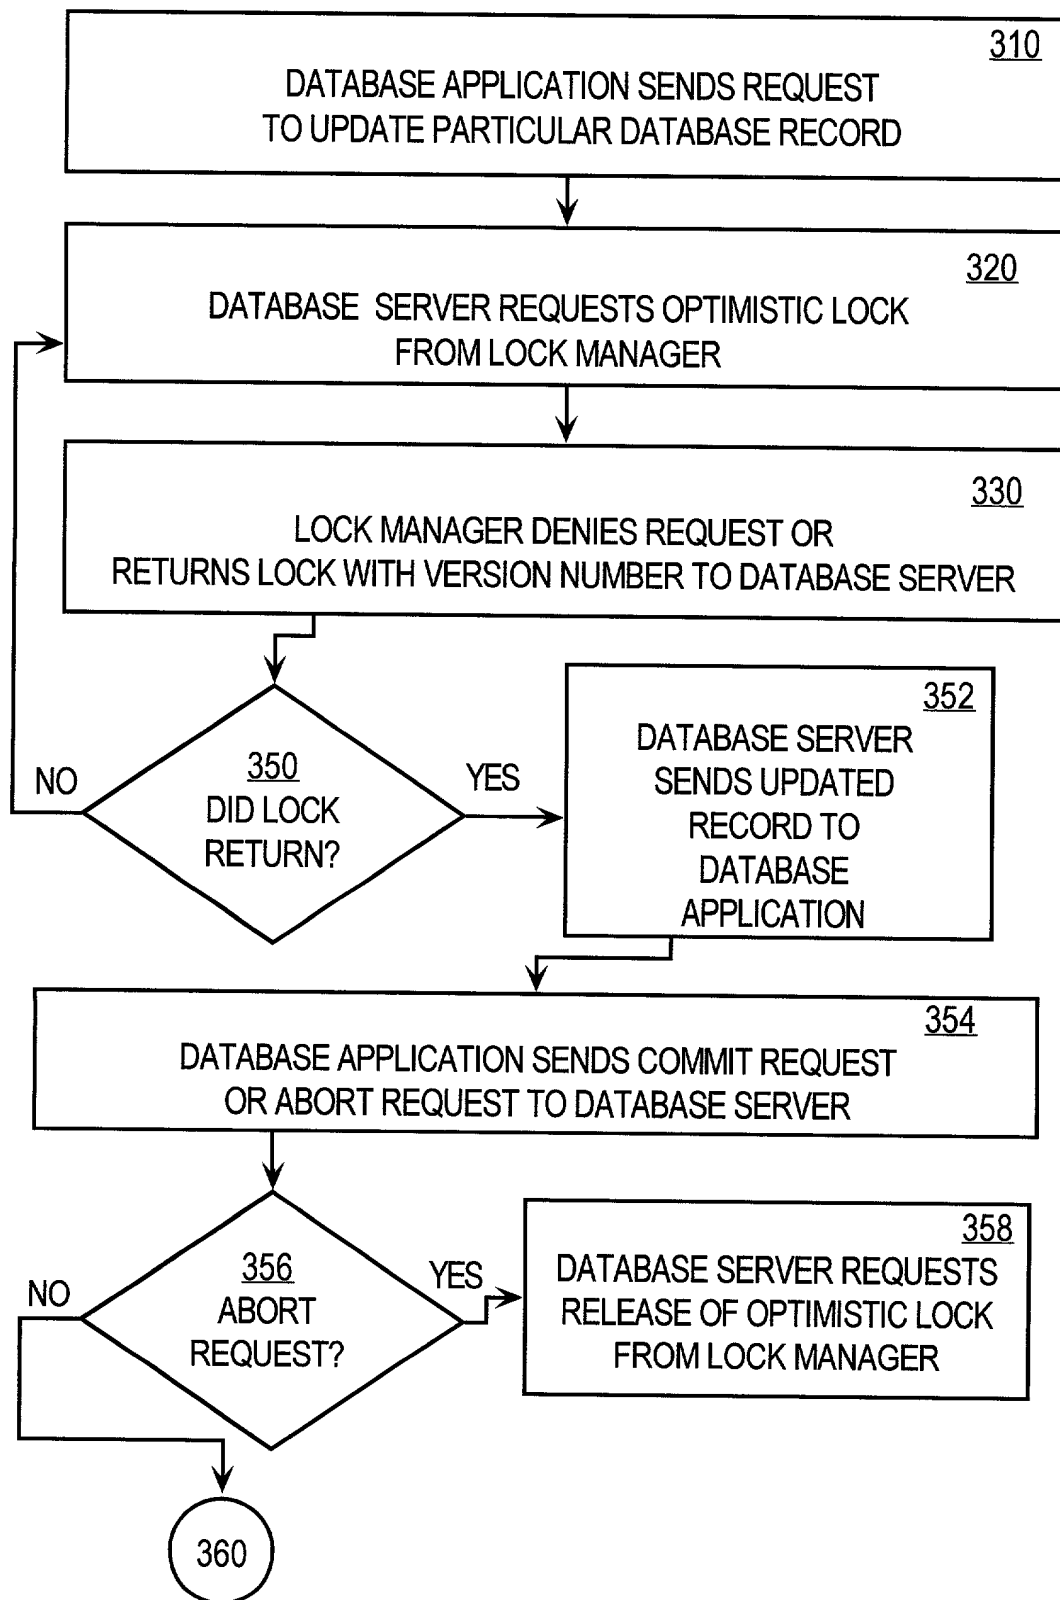 310
DATABASE APPLICATION SENDS REQUEST
TO UPDATE PARTICULAR DATABASE RECORD
320
DATABASE SERVER REQUESTS OPTIMISTIC LOCK
FROM LOCK MANAGER
330
LOCK MANAGER DENIES REQUEST OR
RETURNS LOCK WITH VERSION NUMBER TO DATABASE SERVER
350
DID LOCK
RETURN?
NO
YES
352
DATABASE SERVER
SENDS UPDATED
RECORD TO
DATABASE
APPLICATION
354
DATABASE APPLICATION SENDS COMMIT REQUEST
OR ABORT REQUEST TO DATABASE SERVER
356
ABORT
REQUEST?
NO
YES
358
DATABASE SERVER REQUESTS
RELEASE OF OPTIMISTIC LOCK
FROM LOCK MANAGER
360